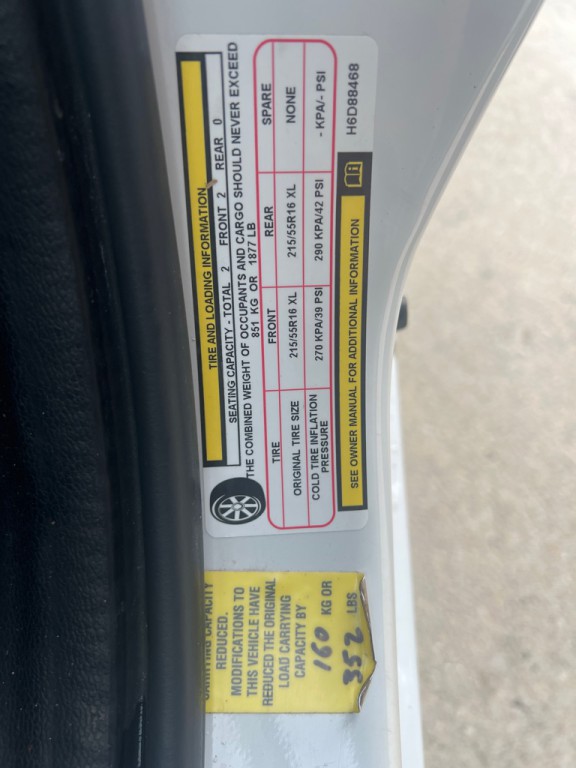 TIRE AND LOADING INFORMATION
SEATING CAPACITY - TOTAL 2 FRONT 2 REAR 0
THE COMBINED WEIGHT OF OCCUPANTS AND CARGO SHOULD NEVER EXCEED
851 KG OR 1877 LB
TIRE FRONT REAR SPARE
ORIGINAL TIRE SIZE 215/55R16 XL 215/55R16 XL NONE
COLD TIRE INFLATION
PRESSURE 270 KPA/39 PSI 290 KPA/42 PSI - KPA/- PSI
SEE OWNER MANUAL FOR ADDITIONAL INFORMATION
H6D88468
CARRYING CAPACITY
REDUCED.
MODIFICATIONS TO
THIS VEHICLE HAVE
REDUCED THE ORIGINAL
LOAD CARRYING
CAPACITY BY
160 KG OR
352 LBS